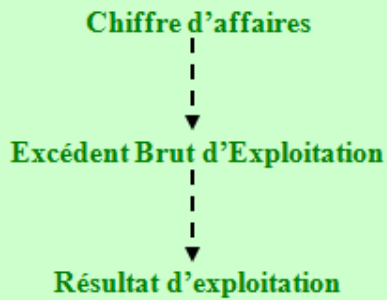 Chiffre d’affaires
Excédent Brut d’Exploitation
Résultat d’exploitation